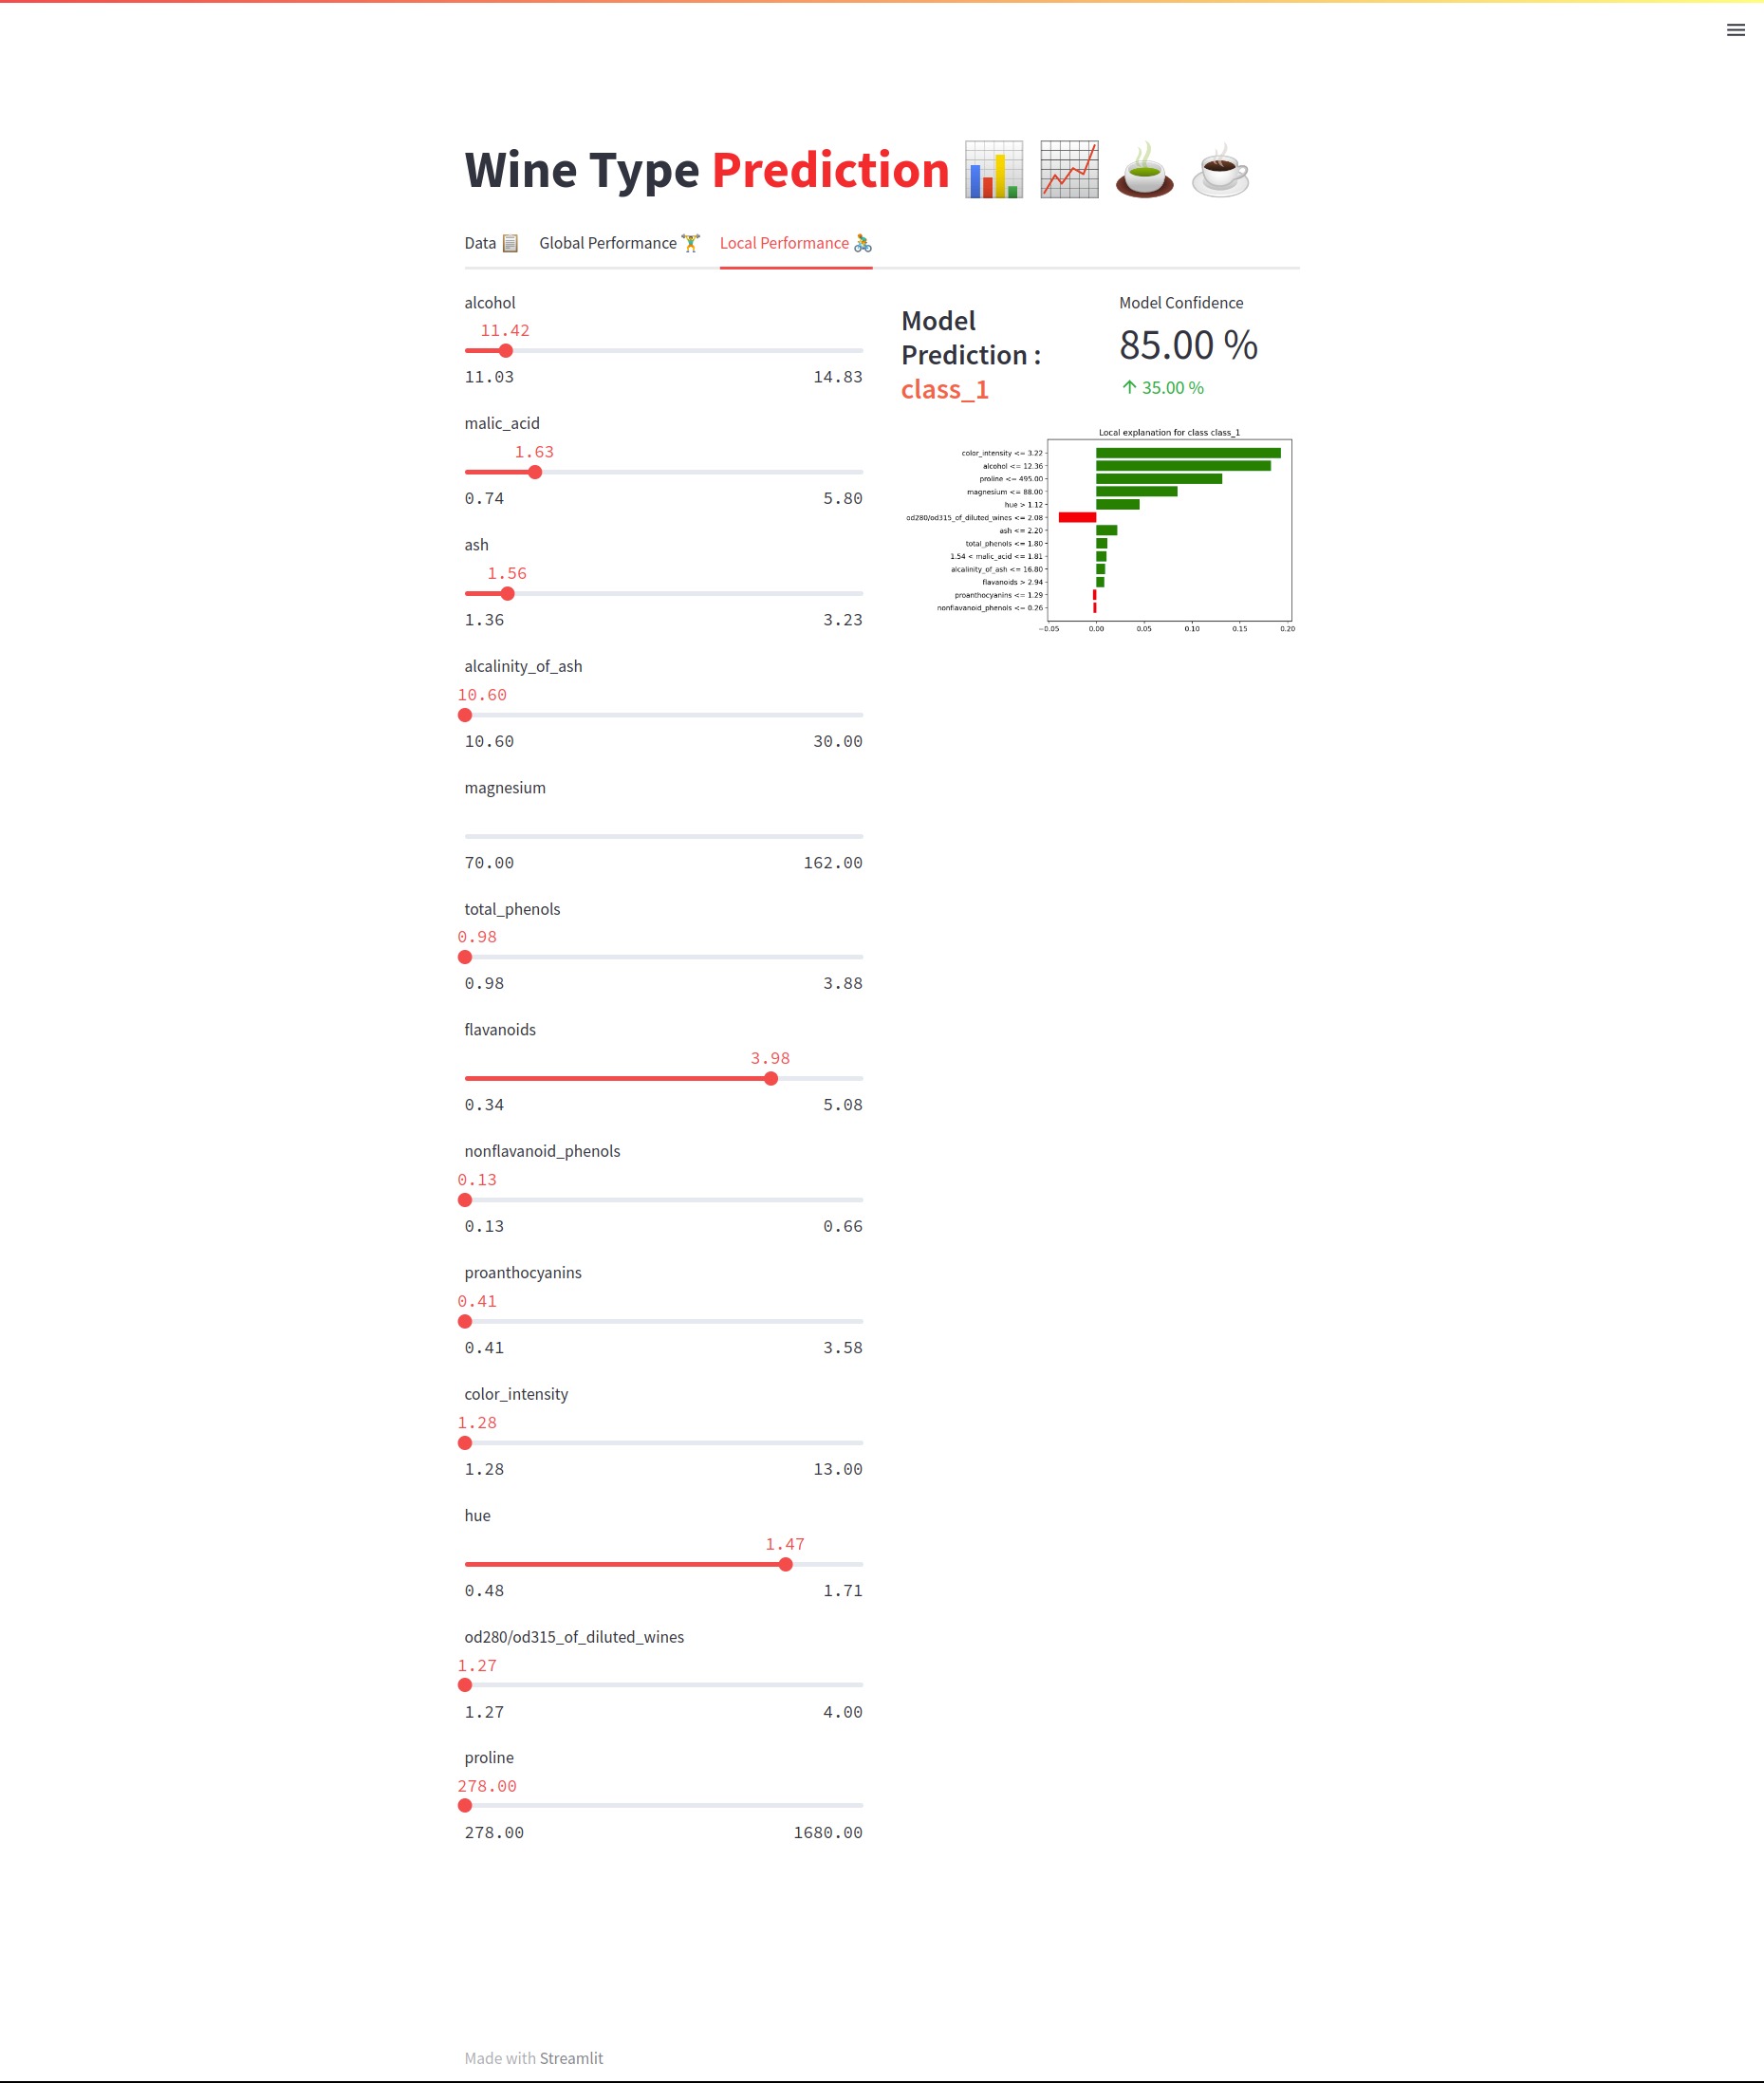 Wine Type Prediction
Data Global Performance Local Performance
alcohol
11.42
11.03 14.83
malic_acid
1.63
0.74 5.80
ash
1.56
1.36 3.23
alcalinity_of_ash
10.60
10.60 30.00
magnesium
70.00 162.00
total_phenols
0.98
0.98 3.88
flavanoids
3.98
0.34 5.08
nonflavanoid_phenols
0.13
0.13 0.66
proanthocyanins
0.41
0.41 3.58
color_intensity
1.28
1.28 13.00
hue
1.47
0.48 1.71
od280/od315_of_diluted_wines
1.27
1.27 4.00
proline
278.00
278.00 1680.00
Model
Prediction :
class_1
Model Confidence
85.00 %
35.00 %
Local explanation for class class_1
color_intensity <= 3.22
alcohol <= 12.36
proline <= 495.00
magnesium <= 88.00
hue > 1.12
od280/od315_of_diluted_wines <= 2.08
ash <= 2.20
total_phenols <= 1.80
1.54 < malic_acid <= 1.81
alcalinity_of_ash <= 16.80
flavanoids > 2.94
proanthocyanins <= 1.29
nonflavanoid_phenols <= 0.26
−0.05 0.00 0.05 0.10 0.15 0.20
Made with Streamlit